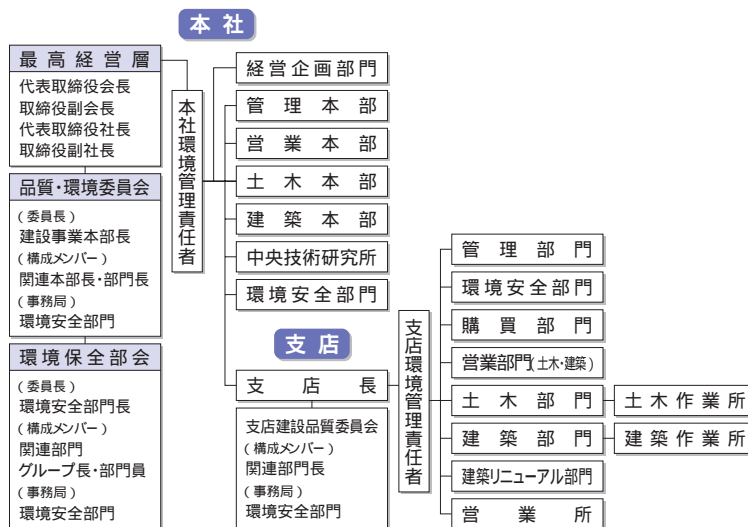 本社
最高経営層
代表取締役会長
取締役副会長
代表取締役社長
取締役副社長
品質・環境委員会
(委員長)
建設事業本部長
(構成メンバー)
関連本部長・部門長
(事務局)
環境安全部門
環境保全部会
(委員長)
環境安全部門長
(構成メンバー)
関連部門
グループ長・部門員
(事務局)
環境安全部門
本社環境管理責任者
経営企画部門
管理本部
営業本部
土木本部
建築本部
中央技術研究所
環境安全部門
支店
支店長
支店建設品質委員会
(構成メンバー)
関連部門長
(事務局)
環境安全部門
支店環境管理責任者
管理部門
環境安全部門
購買部門
営業部門(土木・建築)
土木部門
土木作業所
建築部門
建築作業所
建築リニューアル部門
営業所